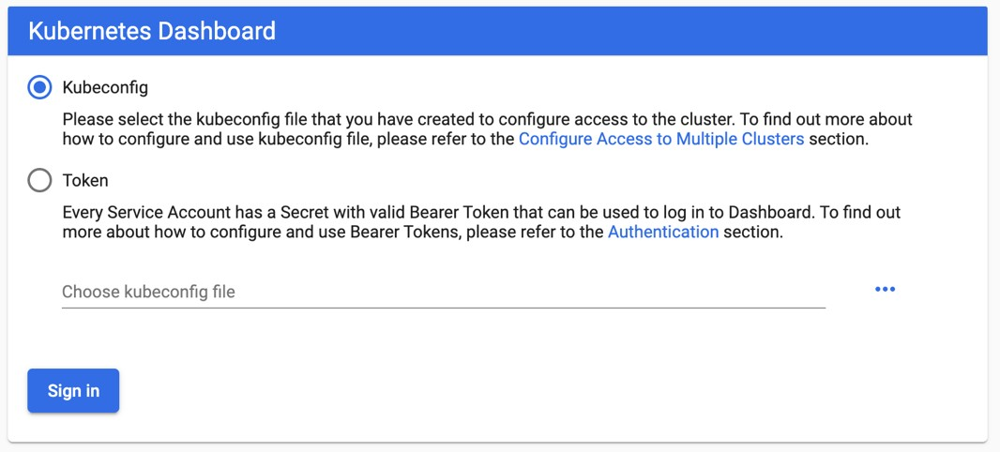 Kubernetes Dashboard
Kubeconfig
Please select the kubeconfig file that you have created to configure access to the cluster. To find out more about
how to configure and use kubeconfig file, please refer to the Configure Access to Multiple Clusters section.
Token
Every Service Account has a Secret with valid Bearer Token that can be used to log in to Dashboard. To find out
more about how to configure and use Bearer Tokens, please refer to the Authentication section.
Choose kubeconfig file
Sign in